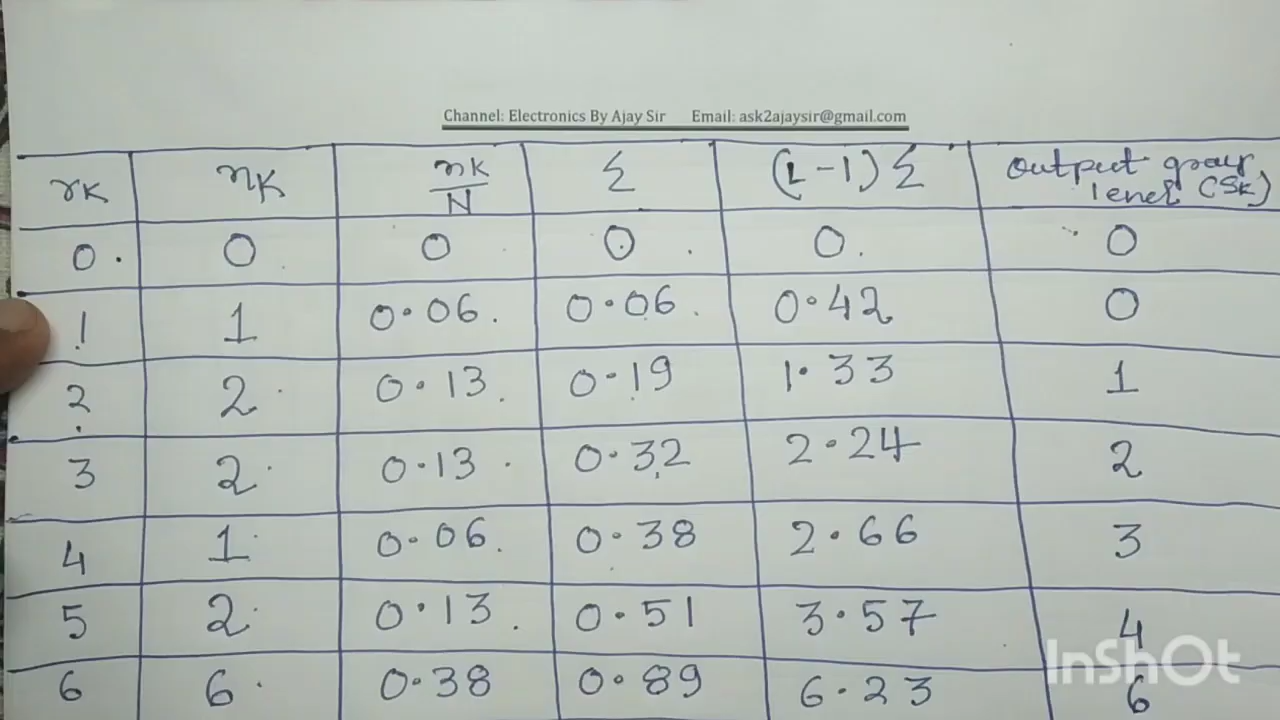 Channel: Electronics By Ajay Sir Email: ask2ajaysir@gmail.com
rK nK nK/N Σ (L-1) Σ output gray level (SK)
0 0 0 0 0 0
1 1 0.06 0.06 0.42 0
2 2 0.13 0.19 1.33 1
3 2 0.13 0.32 2.24 2
4 1 0.06 0.38 2.66 3
5 2 0.13 0.51 3.57 4
6 6 0.38 0.89 6.23 6
InShOt